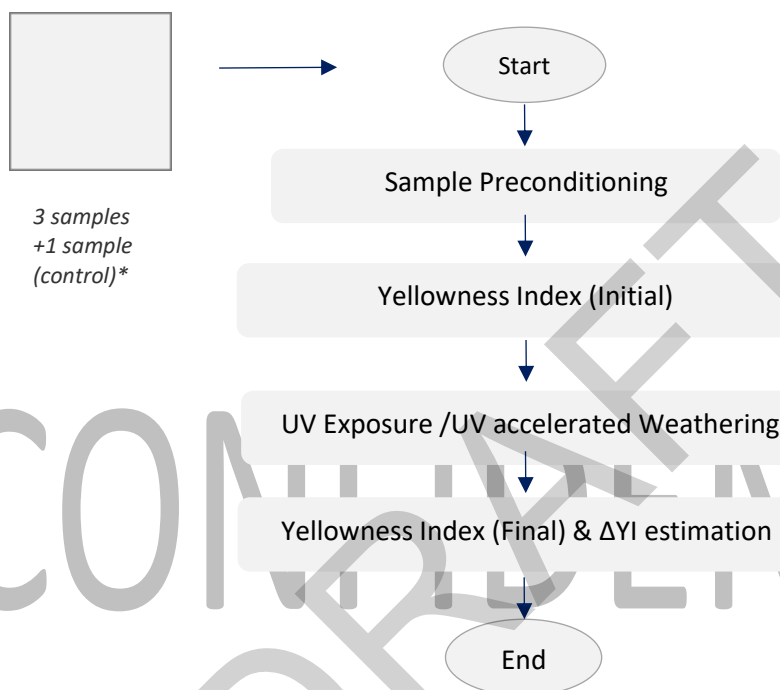 Start
3 samples
+1 sample
(control)*
Sample Preconditioning
Yellowness Index (Initial)
UV Exposure /UV accelerated Weathering
Yellowness Index (Final) & ΔYI estimation
End
DRAFT